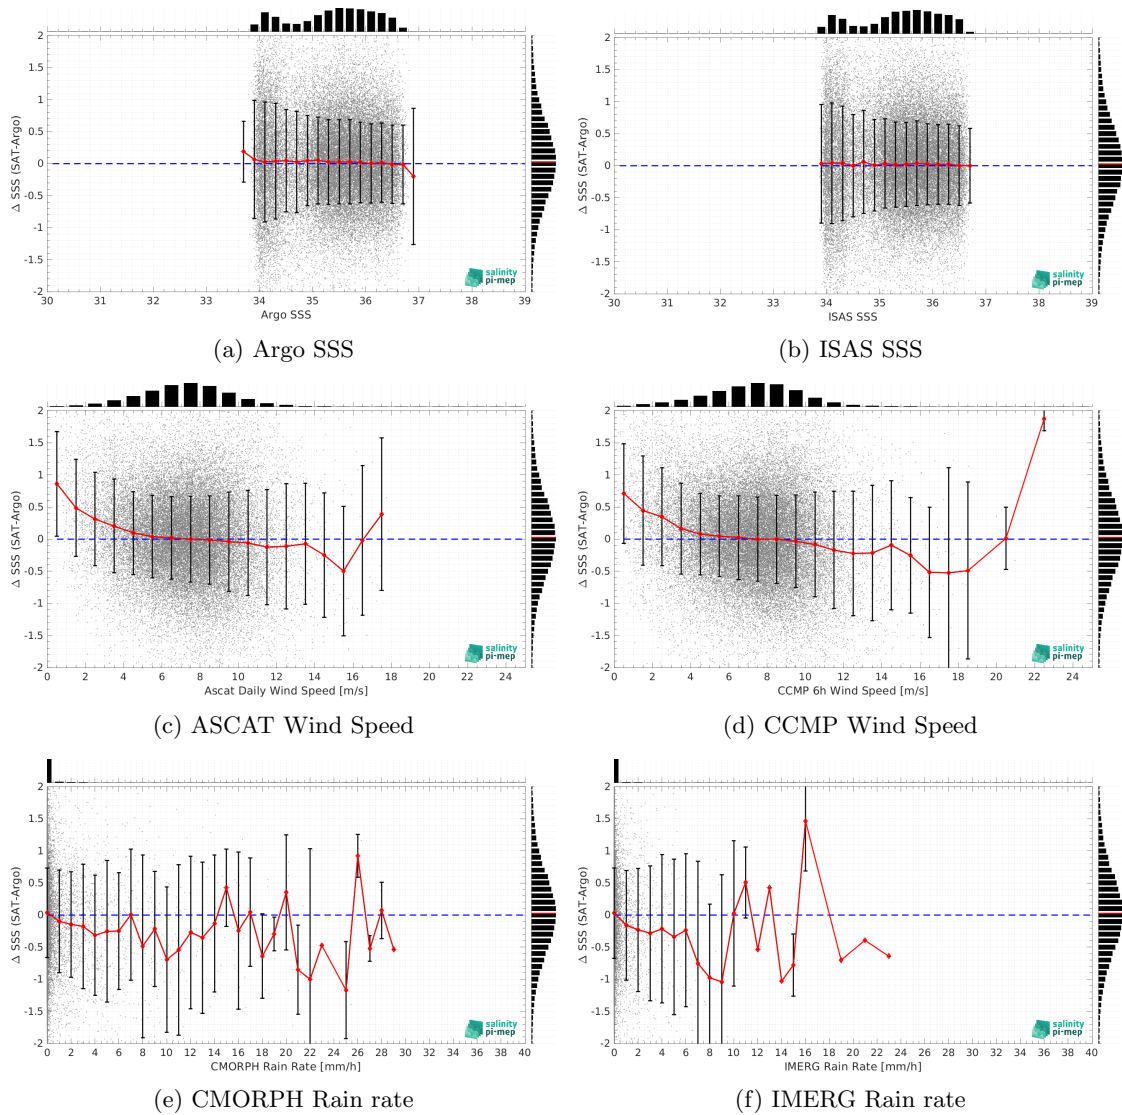 2
1.5
1
0.5
0
-0.5
-1
-1.5
-2
Δ SSS (SAT-Argo)
30 31 32 33 34 35 36 37 38 39
Argo SSS
salinity
pi-mep
(a) Argo SSS
2
1.5
1
0.5
0
-0.5
-1
-1.5
-2
Δ SSS (SAT-Argo)
30 31 32 33 34 35 36 37 38 39
ISAS SSS
salinity
pi-mep
(b) ISAS SSS
2
1.5
1
0.5
0
-0.5
-1
-1.5
-2
Δ SSS (SAT-Argo)
0 2 4 6 8 10 12 14 16 18 20 22 24
Ascat Daily Wind Speed [m/s]
salinity
pi-mep
(c) ASCAT Wind Speed
2
1.5
1
0.5
0
-0.5
-1
-1.5
-2
Δ SSS (SAT-Argo)
0 2 4 6 8 10 12 14 16 18 20 22 24
CCMP 6h Wind Speed [m/s]
salinity
pi-mep
(d) CCMP Wind Speed
2
1.5
1
0.5
0
-0.5
-1
-1.5
-2
Δ SSS (SAT-Argo)
0 2 4 6 8 10 12 14 16 18 20 22 24 26 28 30 32 34 36 38 40
CMORPH Rain Rate [mm/h]
salinity
pi-mep
(e) CMORPH Rain rate
2
1.5
1
0.5
0
-0.5
-1
-1.5
-2
Δ SSS (SAT-Argo)
0 2 4 6 8 10 12 14 16 18 20 22 24 26 28 30 32 34 36 38 40
IMERG Rain Rate [mm/h]
salinity
pi-mep
(f) IMERG Rain rate